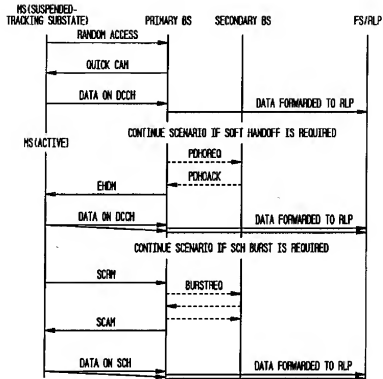 MS(SUSPENDED-
TRACKING SUBSTATE) PRIMARY BS SECONDARY BS FS/RLP
RANDOM ACCESS
QUICK CAM
DATA ON DCCH DATA FORWARDED TO RLP
CONTINUE SCENARIO IF SOFT HANDOFF IS REQUIRED
MS(ACTIVE)
PDHOREQ
PDHOACK
EHDM
DATA ON DCCH DATA FORWARDED TO RLP
CONTINUE SCENARIO IF SCH BURST IS REQUIRED
SCRM
BURSTREQ
SCAM
DATA ON SCH DATA FORWARDED TO RLP